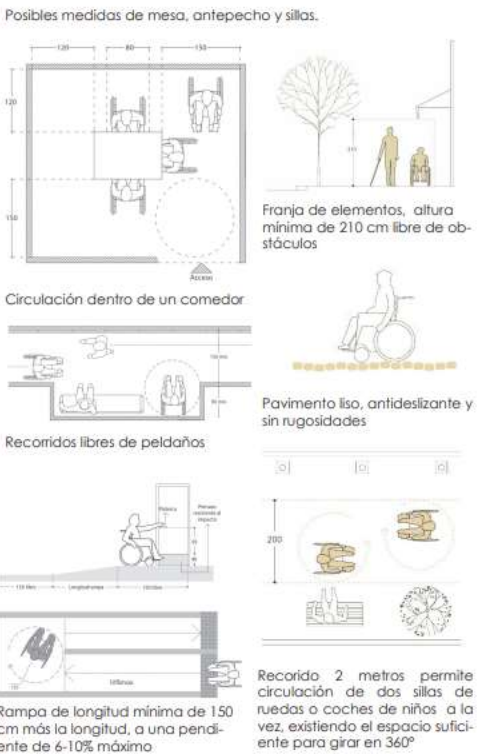 Posibles medidas de mesa, antepecho y sillas.
120
80
150
120
150
Acceso
Circulación dentro de un comedor
Recorridos libres de peldaños
Rampa de longitud mínima de 150
cm más la longitud, a una pendi-
ente de 6-10% máximo
Franja de elementos, altura
mínima de 210 cm libre de ob-
stáculos
Pavimento liso, antideslizante y
sin rugosidades
200
Recorido 2 metros permite
circulación de dos sillas de
ruedas o coches de niños a la
vez, existiendo el espacio sufici-
ente para girar en 360°